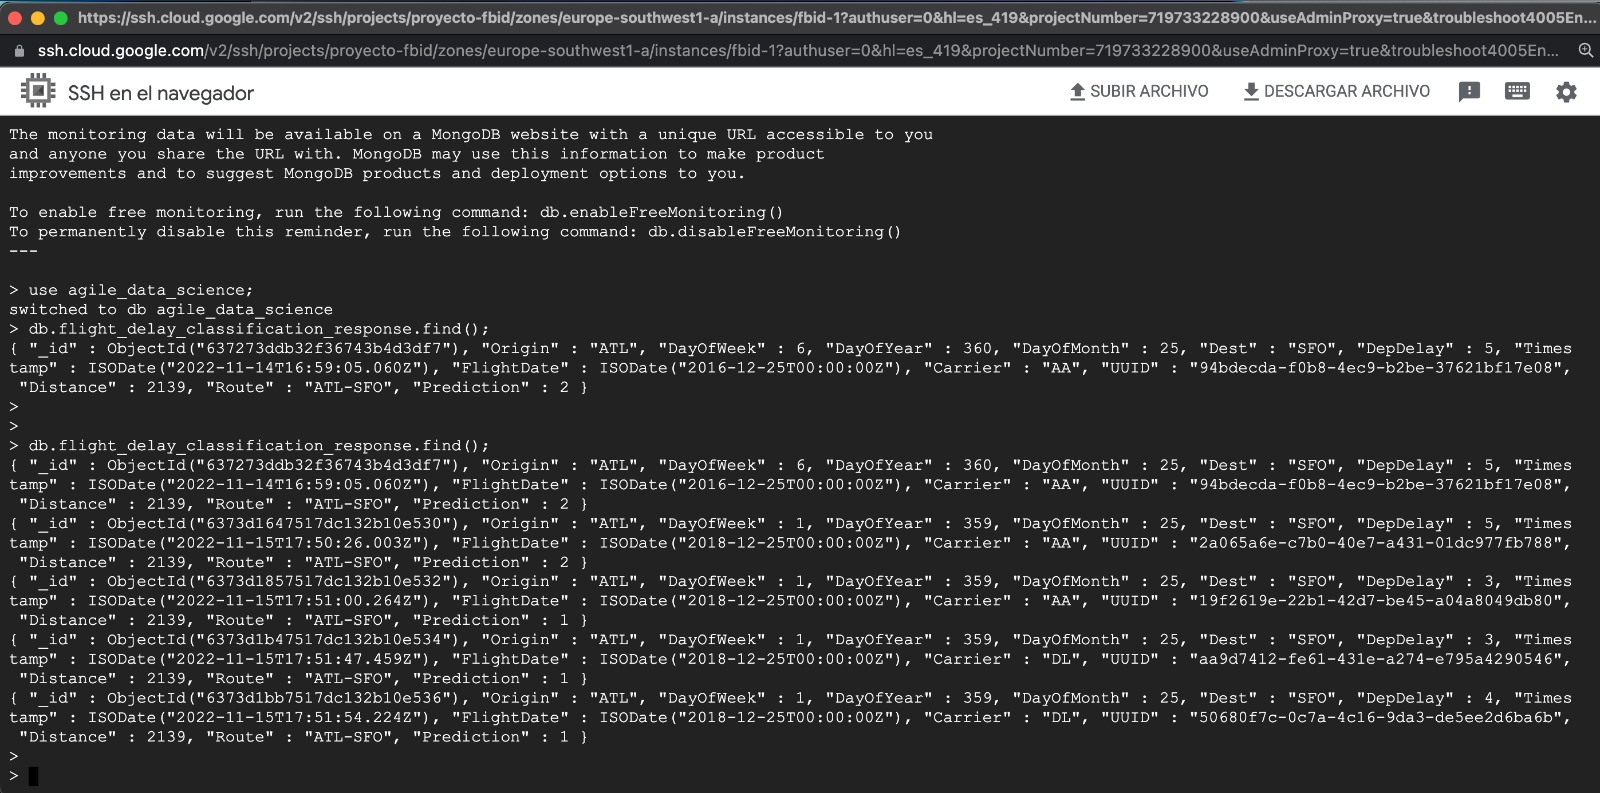 https://ssh.cloud.google.com/v2/ssh/projects/proyecto-fbid/zones/europe-southwest1-a/instances/fbid-1?authuser=0&hl=es_419&projectNumber=719733228900&useAdminProxy=true&troubleshoot4005En...
ssh.cloud.google.com/v2/ssh/projects/proyecto-fbid/zones/europe-southwest1-a/instances/fbid-1?authuser=0&hl=es_419&projectNumber=719733228900&useAdminProxy=true&troubleshoot4005En...
SSH en el navegador SUBIR ARCHIVO DESCARGAR ARCHIVO
The monitoring data will be available on a MongoDB website with a unique URL accessible to you
and anyone you share the URL with. MongoDB may use this information to make product
improvements and to suggest MongoDB products and deployment options to you.
To enable free monitoring, run the following command: db.enableFreeMonitoring()
To permanently disable this reminder, run the following command: db.disableFreeMonitoring()
---
> use agile_data_science;
switched to db agile_data_science
> db.flight_delay_classification_response.find();
{ "_id" : ObjectId("637273ddb32f36743b4d3df7"), "Origin" : "ATL", "DayOfWeek" : 6, "DayOfYear" : 360, "DayOfMonth" : 25, "Dest" : "SFO", "DepDelay" : 5, "Times
tamp" : ISODate("2022-11-14T16:59:05.060Z"), "FlightDate" : ISODate("2016-12-25T00:00:00Z"), "Carrier" : "AA", "UUID" : "94bdecda-f0b8-4ec9-b2be-37621bf17e08",
"Distance" : 2139, "Route" : "ATL-SFO", "Prediction" : 2 }
>
>
> db.flight_delay_classification_response.find();
{ "_id" : ObjectId("637273ddb32f36743b4d3df7"), "Origin" : "ATL", "DayOfWeek" : 6, "DayOfYear" : 360, "DayOfMonth" : 25, "Dest" : "SFO", "DepDelay" : 5, "Times
tamp" : ISODate("2022-11-14T16:59:05.060Z"), "FlightDate" : ISODate("2016-12-25T00:00:00Z"), "Carrier" : "AA", "UUID" : "94bdecda-f0b8-4ec9-b2be-37621bf17e08",
"Distance" : 2139, "Route" : "ATL-SFO", "Prediction" : 2 }
{ "_id" : ObjectId("6373d1647517dc132b10e530"), "Origin" : "ATL", "DayOfWeek" : 1, "DayOfYear" : 359, "DayOfMonth" : 25, "Dest" : "SFO", "DepDelay" : 5, "Times
tamp" : ISODate("2022-11-15T17:50:26.003Z"), "FlightDate" : ISODate("2018-12-25T00:00:00Z"), "Carrier" : "AA", "UUID" : "2a065a6e-c7b0-40e7-a431-01dc977fb788",
"Distance" : 2139, "Route" : "ATL-SFO", "Prediction" : 2 }
{ "_id" : ObjectId("6373d1857517dc132b10e532"), "Origin" : "ATL", "DayOfWeek" : 1, "DayOfYear" : 359, "DayOfMonth" : 25, "Dest" : "SFO", "DepDelay" : 3, "Times
tamp" : ISODate("2022-11-15T17:51:00.264Z"), "FlightDate" : ISODate("2018-12-25T00:00:00Z"), "Carrier" : "AA", "UUID" : "19f2619e-22b1-42d7-be45-a04a8049db80",
"Distance" : 2139, "Route" : "ATL-SFO", "Prediction" : 1 }
{ "_id" : ObjectId("6373d1b47517dc132b10e534"), "Origin" : "ATL", "DayOfWeek" : 1, "DayOfYear" : 359, "DayOfMonth" : 25, "Dest" : "SFO", "DepDelay" : 3, "Times
tamp" : ISODate("2022-11-15T17:51:47.459Z"), "FlightDate" : ISODate("2018-12-25T00:00:00Z"), "Carrier" : "DL", "UUID" : "aa9d7412-fe61-431e-a274-e795a4290546",
"Distance" : 2139, "Route" : "ATL-SFO", "Prediction" : 1 }
{ "_id" : ObjectId("6373d1bb7517dc132b10e536"), "Origin" : "ATL", "DayOfWeek" : 1, "DayOfYear" : 359, "DayOfMonth" : 25, "Dest" : "SFO", "DepDelay" : 4, "Times
tamp" : ISODate("2022-11-15T17:51:54.224Z"), "FlightDate" : ISODate("2018-12-25T00:00:00Z"), "Carrier" : "DL", "UUID" : "50680f7c-0c7a-4c16-9da3-de5ee2d6ba6b",
"Distance" : 2139, "Route" : "ATL-SFO", "Prediction" : 1 }
>
>